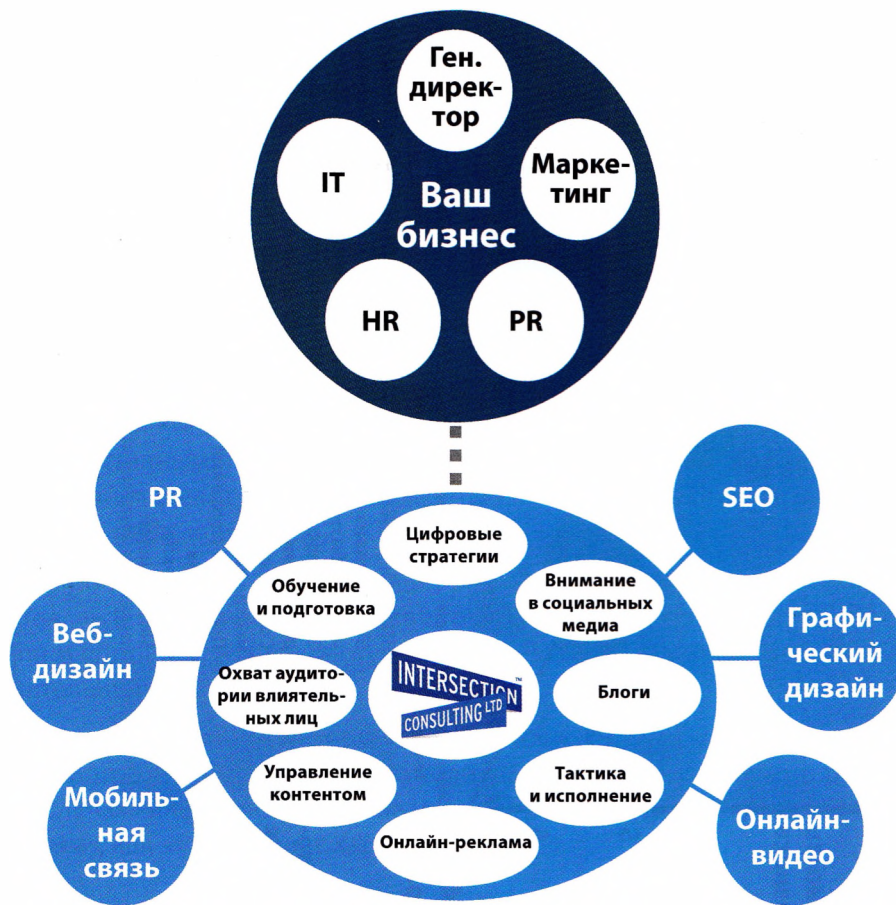 Ген.
дирек-
тор
IT
Марке-
тинг
Ваш
бизнес
HR
PR
PR
SEO
Цифровые
стратегии
Обучение
и подготовка
Внимание
в социальных
медиа
Веб-
дизайн
Графи-
ческий
дизайн
Охват аудито-
рии влиятель-
ных лиц
INTERSECTION™
CONSULTING LTD
Блоги
Управление
контентом
Тактика
и исполнение
Мобиль-
ная
связь
Онлайн-
видео
Онлайн-реклама